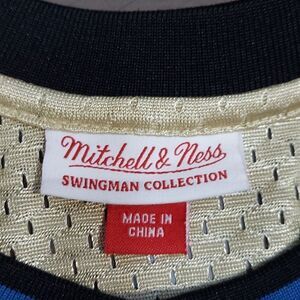 Mitchell & Ness
SWINGMAN COLLECTION
MADE IN
CHINA